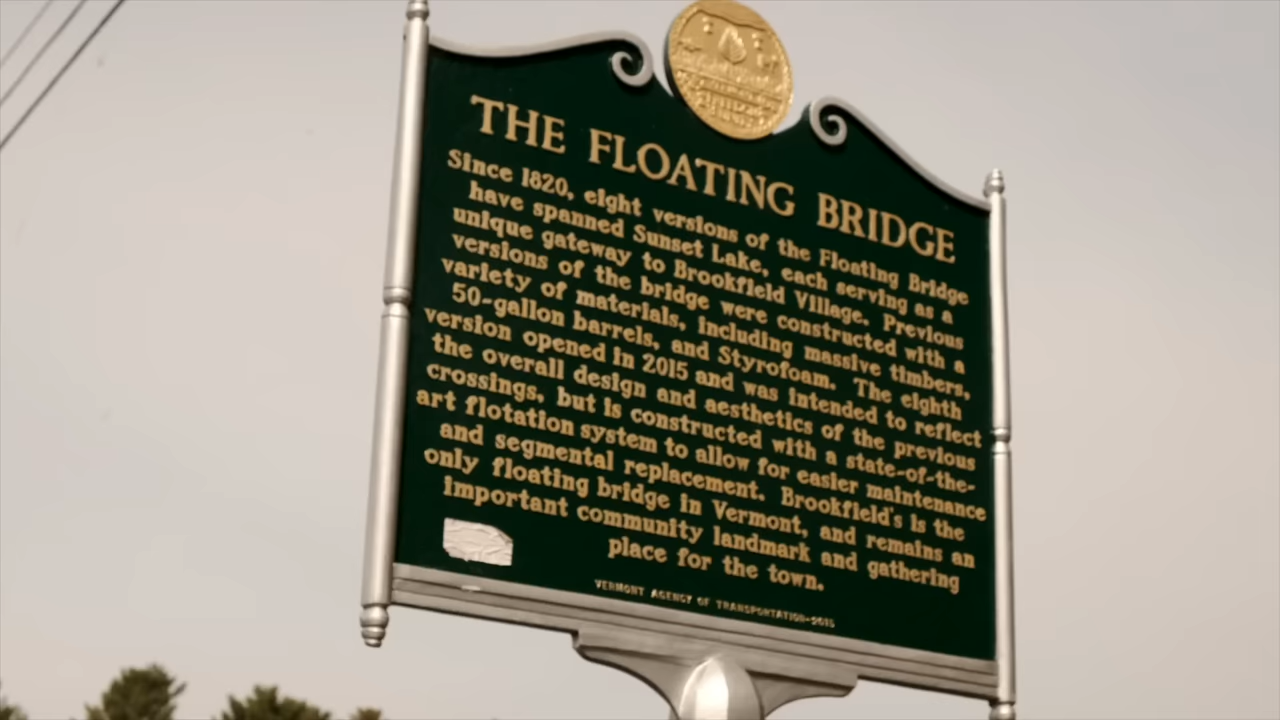 THE FLOATING BRIDGE
Since 1820, eight versions of the Floating Bridge
have spanned Sunset Lake, each serving as a
unique gateway to Brookfield Village. Previous
versions of the bridge were constructed with a
variety of materials, including massive timbers,
50-gallon barrels, and Styrofoam. The eighth
version opened in 2015 and was intended to reflect
the overall design and aesthetics of the previous
crossings, but is constructed with a state-of-the-
art flotation system to allow for easier maintenance
and segmental replacement. Brookfield's is the
only floating bridge in Vermont, and remains an
important community landmark and gathering
place for the town.
VERMONT AGENCY OF TRANSPORTATION-2015